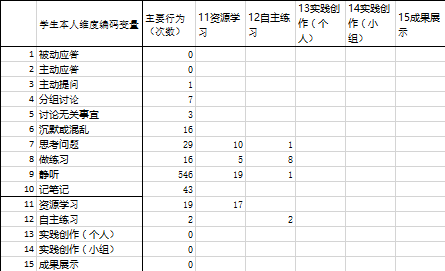 学生本人维度编码变量 主要行为（次数） 11资源学习 12自主练习 13实践创作（个人） 14实践创作（小组） 15成果展示
1 被动应答 0
2 主动应答 0
3 主动提问 1
4 分组讨论 7
5 讨论无关事宜 3
6 沉默或混乱 16
7 思考问题 29 10 1
8 做练习 16 5 8
9 静听 546 19 1
10 记笔记 43
11 资源学习 19 17
12 自主练习 2 2
13 实践创作（个人） 0
14 实践创作（小组） 0
15 成果展示 0